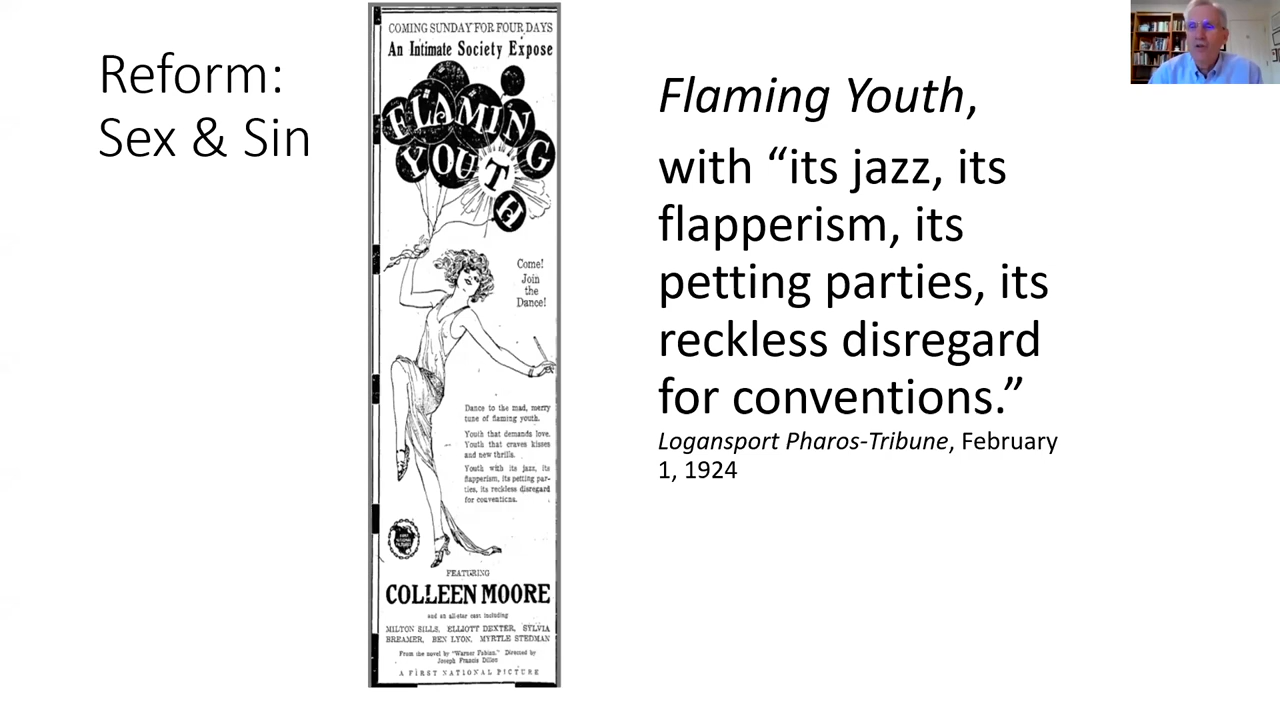 Reform:
Sex & Sin
COMING SUNDAY FOR FOUR DAYS
An Intimate Society Expose
FLAMING
YOUTH
Come!
Join
the
Dance!
Dance to the mad, merry
tune of flaming youth.
Youth that demands love.
Youth that craves kisses
and new thrills.
Youth with its jazz, its
flapperism, its petting par-
ties, its reckless disregard
for conventions.
FEATURING
COLLEEN MOORE
and an all-star cast including
MILTON SILLS, ELLIOTT DEXTER, SYLVIA
BREAMER, BEN LYON, MYRTLE STEDMAN
From the novel by "Warner Fabian." Directed by
Joseph Francis Dillon
A FIRST NATIONAL PICTURE
Flaming Youth,
with “its jazz, its
flapperism, its
petting parties, its
reckless disregard
for conventions.”
Logansport Pharos-Tribune, February
1, 1924